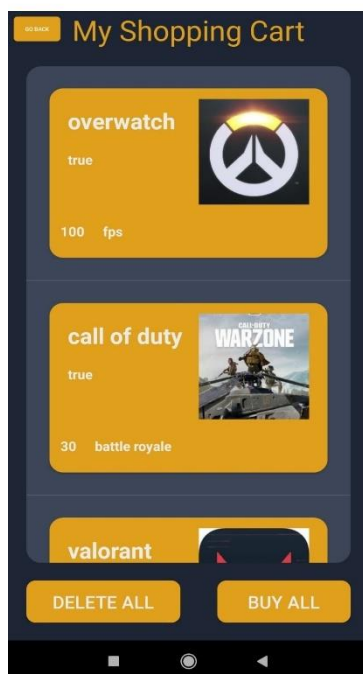 GO BACK
My Shopping Cart
overwatch
true
100 fps
call of duty
CALL OF DUTY
WARZONE
true
30 battle royale
valorant
DELETE ALL
BUY ALL